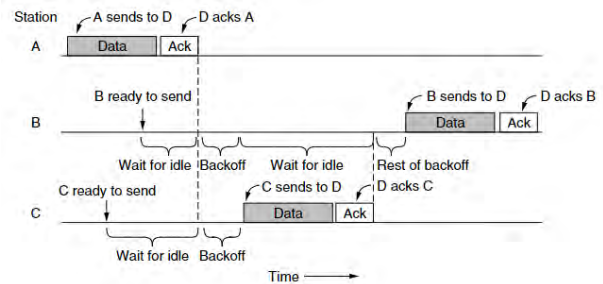 Station
A sends to D
D acks A
A
Data
Ack
B ready to send
B sends to D
D acks B
B
Data
Ack
Wait for idle
Backoff
Wait for idle
Rest of backoff
C ready to send
C sends to D
D acks C
C
Data
Ack
Wait for idle
Backoff
Time